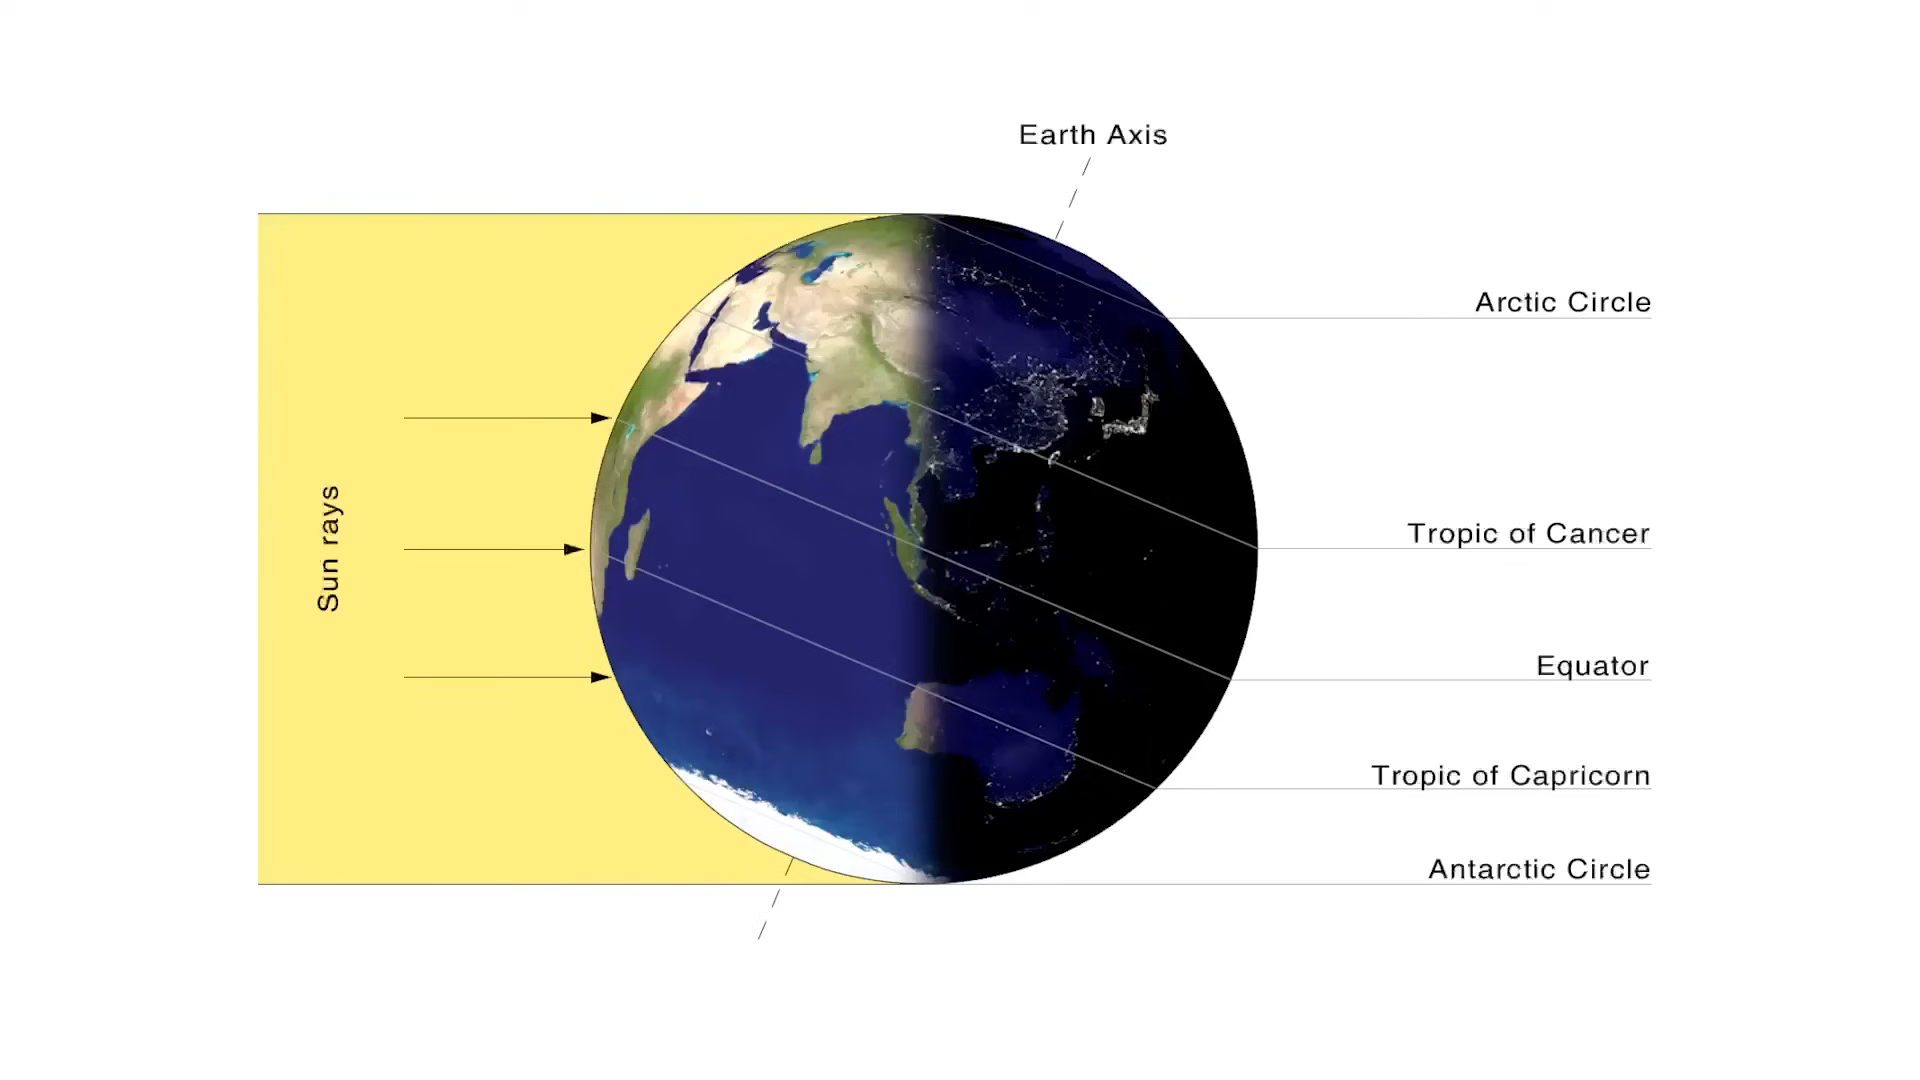 Earth Axis
Arctic Circle
Sun rays
Tropic of Cancer
Equator
Tropic of Capricorn
Antarctic Circle